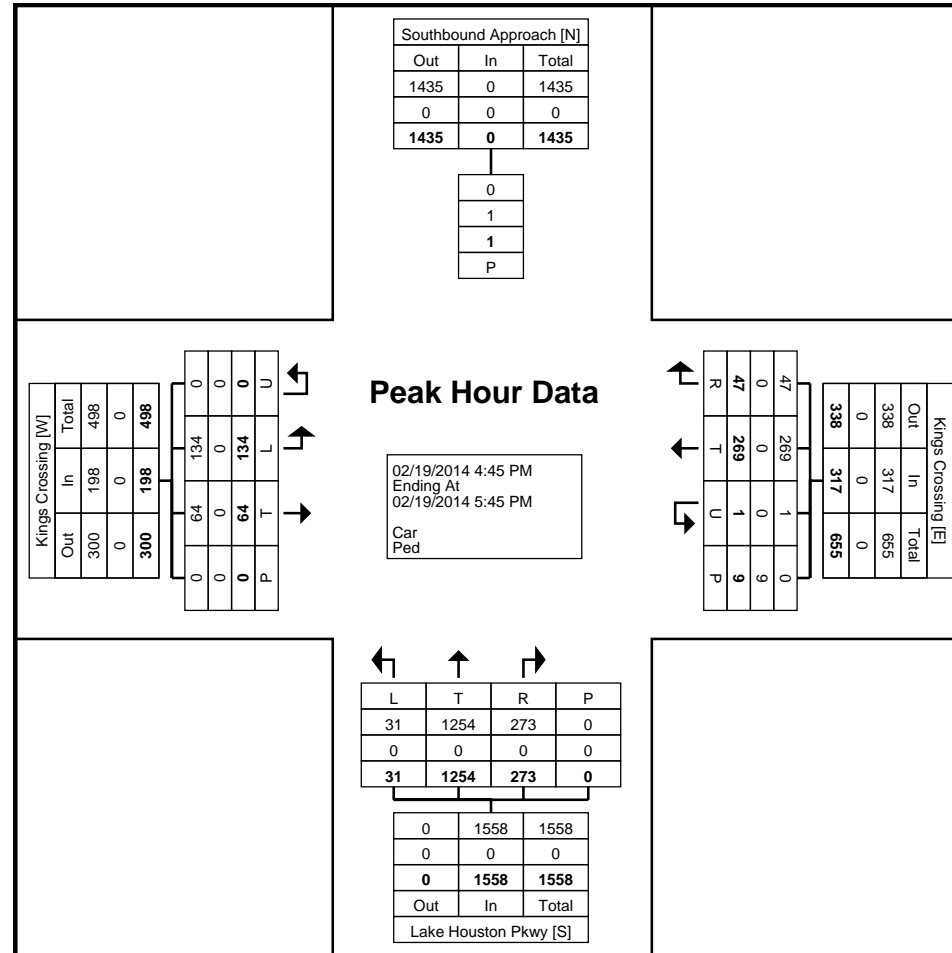 Southbound Approach [N]
Out In Total
1435 0 1435
0 0 0
1435 0 1435
0
1
1
P
Peak Hour Data
02/19/2014 4:45 PM
Ending At
02/19/2014 5:45 PM
Car
Ped
Kings Crossing [W]
Total In Out
498 198 300
0 0 0
498 198 300
0 134 64 0
0 0 0 0
0 134 64 0
U L T P
Kings Crossing [E]
Out In Total
338 317 655
0 0 0
338 317 655
47 269 1 0
0 0 0 9
47 269 1 9
R T U P
L T R P
31 1254 273 0
0 0 0 0
31 1254 273 0
0 1558 1558
0 0 0
0 1558 1558
Out In Total
Lake Houston Pkwy [S]